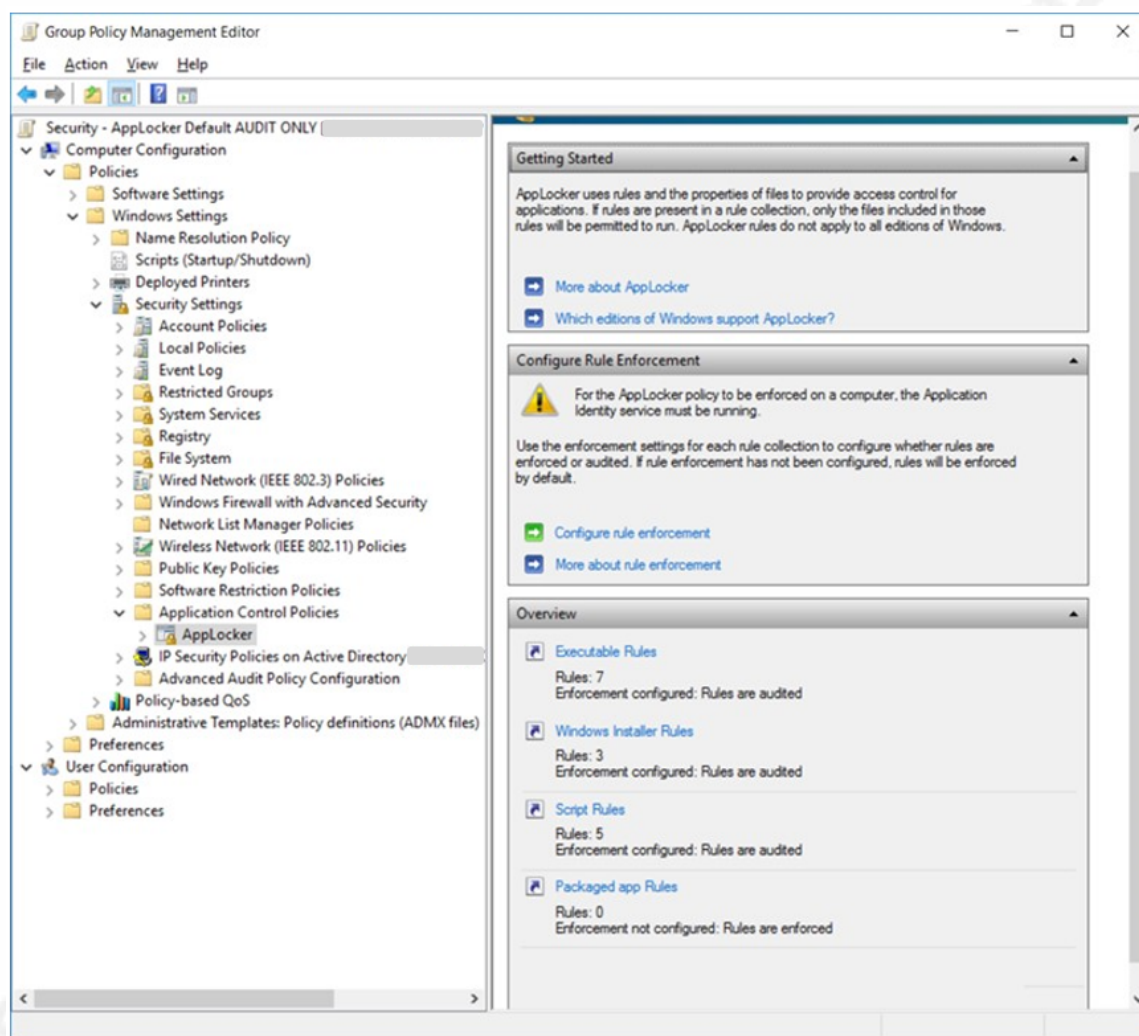 Group Policy Management Editor
File Action View Help
Security - AppLocker Default AUDIT ONLY [
Computer Configuration
Policies
Software Settings
Windows Settings
Name Resolution Policy
Scripts (Startup/Shutdown)
Deployed Printers
Security Settings
Account Policies
Local Policies
Event Log
Restricted Groups
System Services
Registry
File System
Wired Network (IEEE 802.3) Policies
Windows Firewall with Advanced Security
Network List Manager Policies
Wireless Network (IEEE 802.11) Policies
Public Key Policies
Software Restriction Policies
Application Control Policies
AppLocker
IP Security Policies on Active Directory
Advanced Audit Policy Configuration
Policy-based QoS
Administrative Templates: Policy definitions (ADMX files)
Preferences
User Configuration
Policies
Preferences
Getting Started
AppLocker uses rules and the properties of files to provide access control for
applications. If rules are present in a rule collection, only the files included in those
rules will be permitted to run. AppLocker rules do not apply to all editions of Windows.
More about AppLocker
Which editions of Windows support AppLocker?
Configure Rule Enforcement
For the AppLocker policy to be enforced on a computer, the Application
Identity service must be running.
Use the enforcement settings for each rule collection to configure whether rules are
enforced or audited. If rule enforcement has not been configured, rules will be enforced
by default.
Configure rule enforcement
More about rule enforcement
Overview
Executable Rules
Rules: 7
Enforcement configured: Rules are audited
Windows Installer Rules
Rules: 3
Enforcement configured: Rules are audited
Script Rules
Rules: 5
Enforcement configured: Rules are audited
Packaged app Rules
Rules: 0
Enforcement not configured: Rules are enforced